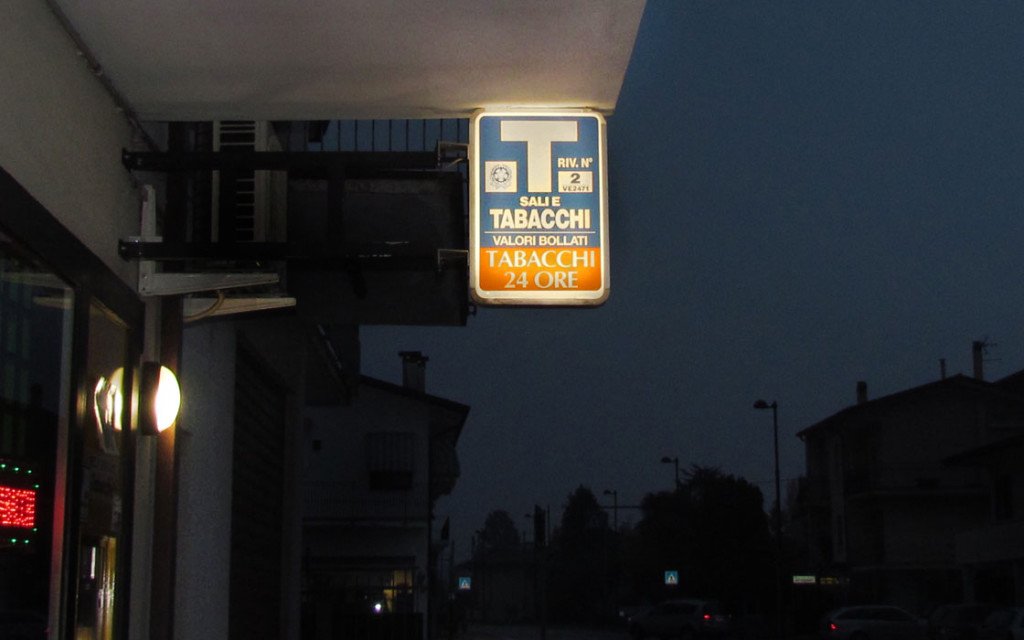 T
RIV. N°
2
VE2471
SALI E
TABACCHI
VALORI BOLLATI
TABACCHI
24 ORE